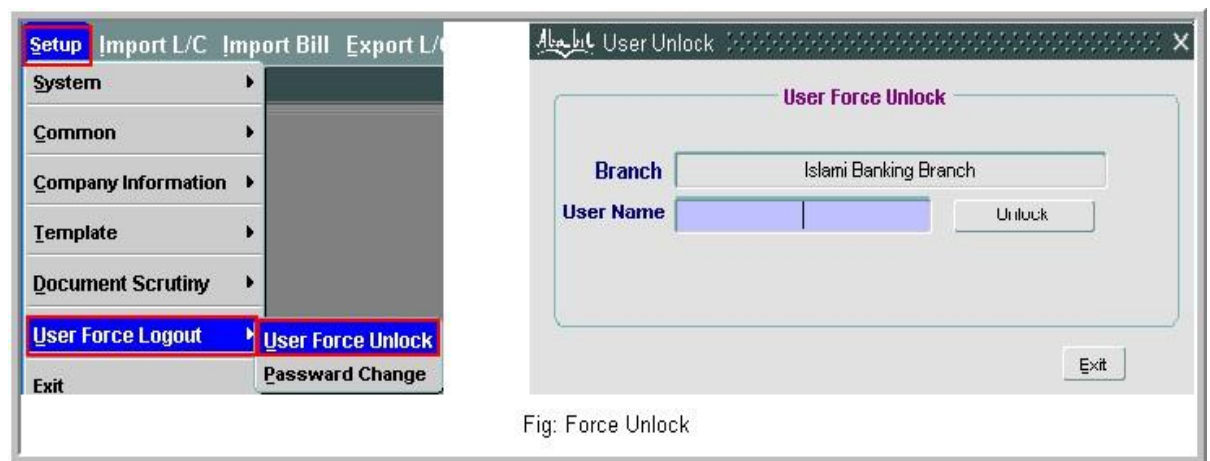 Setup Import L/C Import Bill Export L/
System
Common
Company Information
Template
Document Scrutiny
User Force Logout
User Force Unlock
Exit
Passward Change
Ababil User Unlock
User Force Unlock
Branch Islami Banking Branch
User Name Unlock
Exit
Fig: Force Unlock